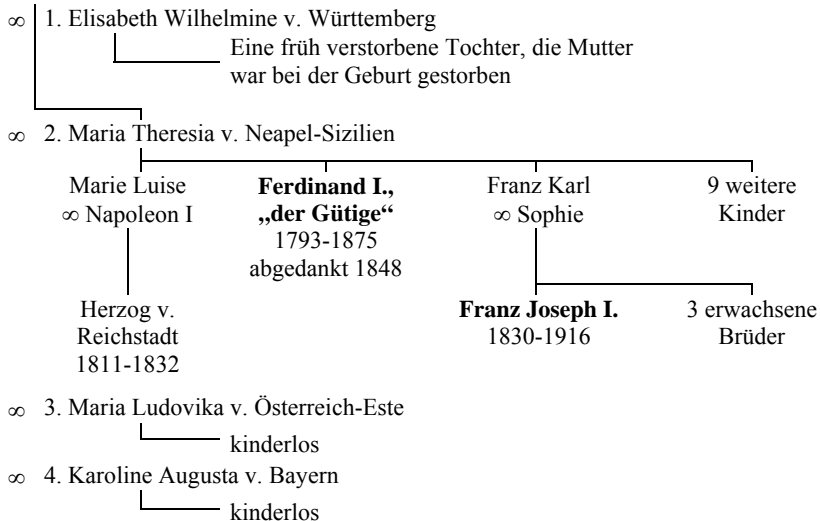 ∞ 1. Elisabeth Wilhelmine v. Württemberg
Eine früh verstorbene Tochter, die Mutter
war bei der Geburt gestorben
∞ 2. Maria Theresia v. Neapel-Sizilien
Marie Luise
∞ Napoleon I
Ferdinand I.,
„der Gütige“
1793-1875
abgedankt 1848
Franz Karl
∞ Sophie
9 weitere
Kinder
Herzog v.
Reichstadt
1811-1832
Franz Joseph I.
1830-1916
3 erwachsene
Brüder
∞ 3. Maria Ludovika v. Österreich-Este
kinderlos
∞ 4. Karoline Augusta v. Bayern
kinderlos